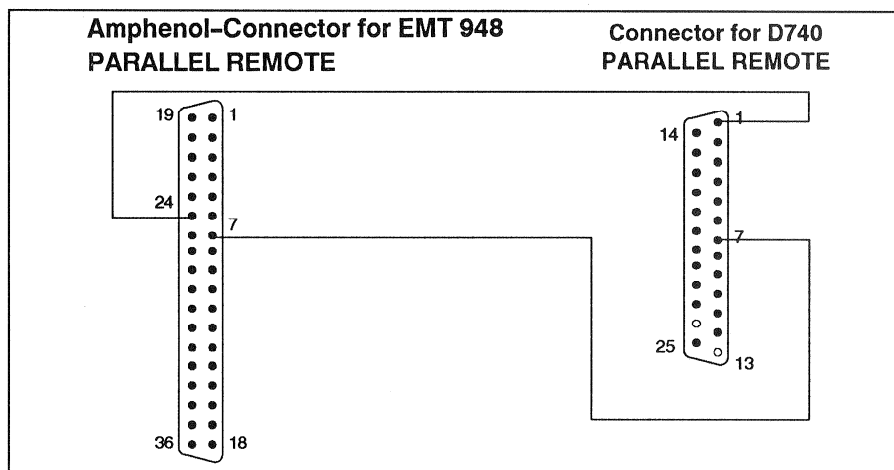 Amphenol-Connector for EMT 948
PARALLEL REMOTE
Connector for D740
PARALLEL REMOTE
19
1
24
7
36
18
14
1
7
25
13